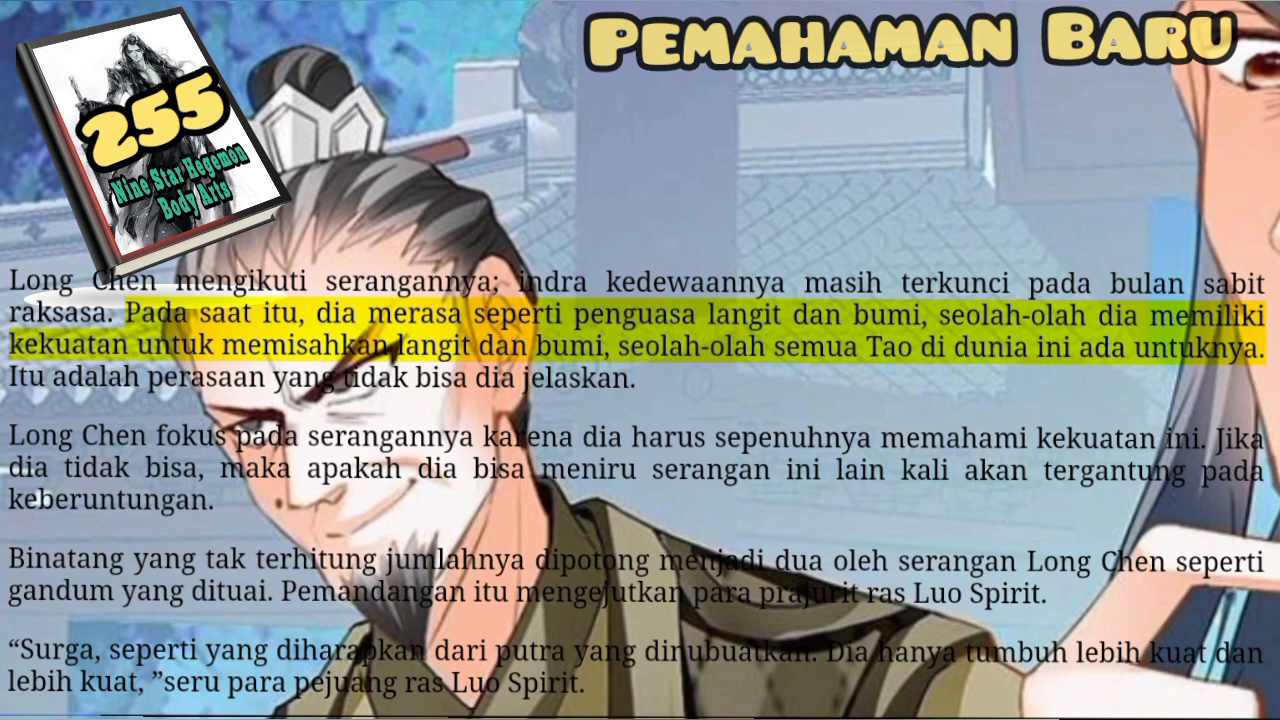 Pemahaman Baru
255
Nine Star Hegemon
Body Arts
Long Chen mengikuti serangannya; indra kedewaannya masih terkunci pada bulan sabit
raksasa. Pada saat itu, dia merasa seperti penguasa langit dan bumi, seolah-olah dia memiliki
kekuatan untuk memisahkan langit dan bumi, seolah-olah semua Tao di dunia ini ada untuknya.
Itu adalah perasaan yang tidak bisa dia jelaskan.
Long Chen fokus pada serangannya karena dia harus sepenuhnya memahami kekuatan ini. Jika
dia tidak bisa, maka apakah dia bisa meniru serangan ini lain kali akan tergantung pada
keberuntungan.
Binatang yang tak terhitung jumlahnya dipotong menjadi dua oleh serangan Long Chen seperti
gandum yang dituai. Pemandangan itu mengejutkan para prajurit ras Luo Spirit.
“Surga, seperti yang diharapkan dari putra yang dinubuatkan. Dia hanya tumbuh lebih kuat dan
lebih kuat, ”seru para pejuang ras Luo Spirit.